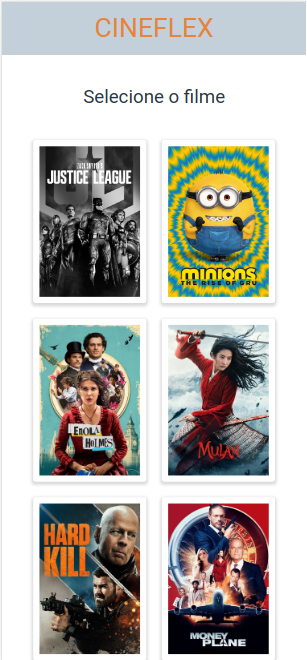 CINEFLEX
Selecione o filme
ZACK SNYDER'S
JUSTICE LEAGUE
minions
THE RISE OF GRU
ENOLA
HOLMES
MULAN
HARD
KILL
MONEY
PLANE